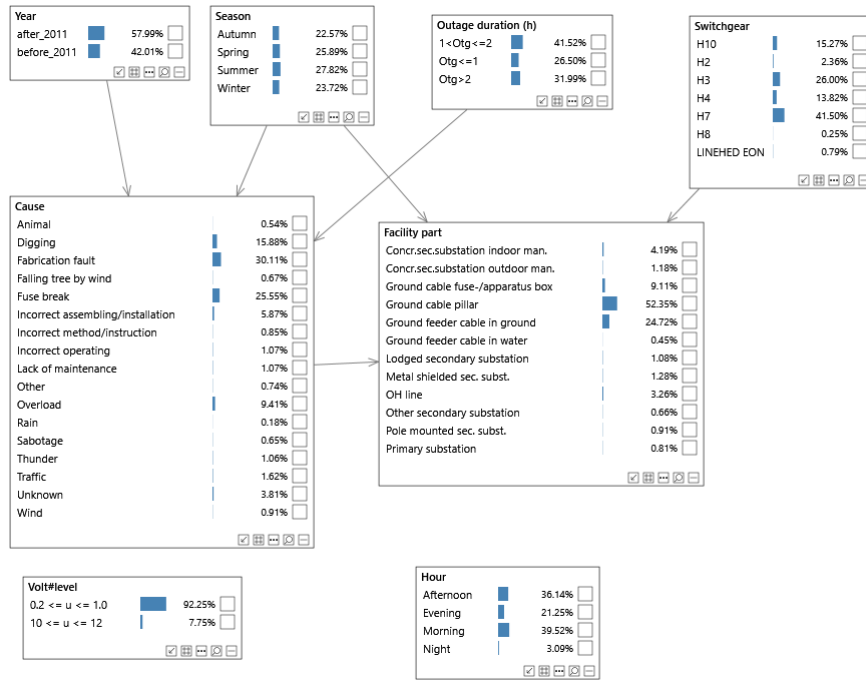 Year
after_2011 57.99%
before_2011 42.01%
Season
Autumn 22.57%
Spring 25.89%
Summer 27.82%
Winter 23.72%
Outage duration (h)
1<Otg<=2 41.52%
Otg<=1 26.50%
Otg>2 31.99%
Switchgear
H10 15.27%
H2 2.36%
H3 26.00%
H4 13.82%
H7 41.50%
H8 0.25%
LINEHED EON 0.79%
Cause
Animal 0.54%
Digging 15.88%
Fabrication fault 30.11%
Falling tree by wind 0.67%
Fuse break 25.55%
Incorrect assembling/installation 5.87%
Incorrect method/instruction 0.85%
Incorrect operating 1.07%
Lack of maintenance 1.07%
Other 0.74%
Overload 9.41%
Rain 0.18%
Sabotage 0.65%
Thunder 1.06%
Traffic 1.62%
Unknown 3.81%
Wind 0.91%
Facility part
Concr.sec.substation indoor man. 4.19%
Concr.sec.substation outdoor man. 1.18%
Ground cable fuse-/apparatus box 9.11%
Ground cable pillar 52.35%
Ground feeder cable in ground 24.72%
Ground feeder cable in water 0.45%
Lodged secondary substation 1.08%
Metal shielded sec. subst. 1.28%
OH line 3.26%
Other secondary substation 0.66%
Pole mounted sec. subst. 0.91%
Primary substation 0.81%
Volt#level
0.2 <= u <= 1.0 92.25%
10 <= u <= 12 7.75%
Hour
Afternoon 36.14%
Evening 21.25%
Morning 39.52%
Night 3.09%